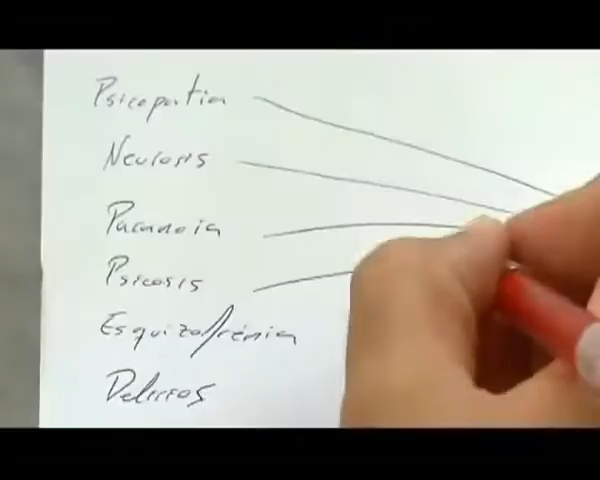 Psicopatia
Neurosis
Paranoia
Psicosis
Esquizofrénia
Delirios